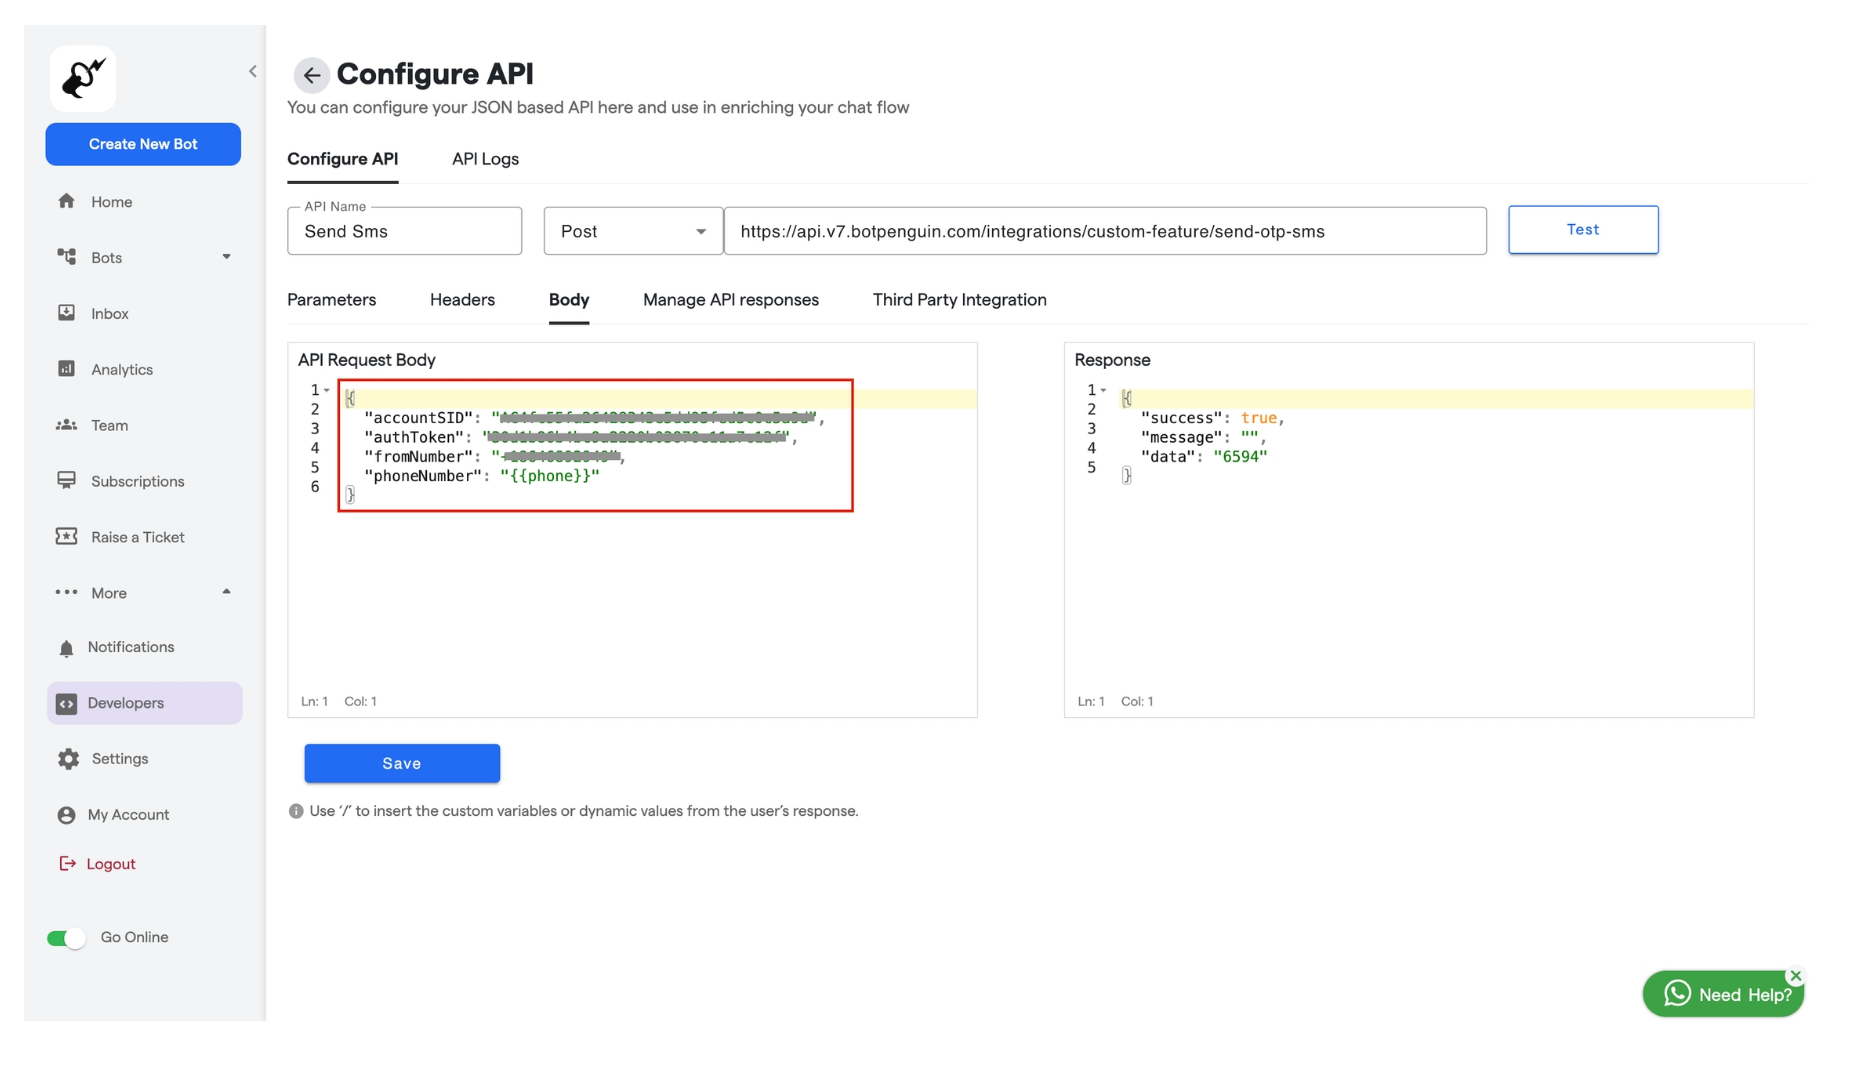 Create New Bot
Home
Bots
Inbox
Analytics
Team
Subscriptions
Raise a Ticket
More
Notifications
Developers
Settings
My Account
Logout
Go Online
Configure API
You can configure your JSON based API here and use in enriching your chat flow
Configure API API Logs
API Name
Send Sms Post https://api.v7.botpenguin.com/integrations/custom-feature/send-otp-sms Test
Parameters Headers Body Manage API responses Third Party Integration
API Request Body
1 {
2 "accountSID": "
3 "authToken": "
4 "fromNumber": "
5 "phoneNumber": "{{phone}}"
6 }
Ln: 1 Col: 1
Response
1 {
2 "success": true,
3 "message": "",
4 "data": "6594"
5 }
Ln: 1 Col: 1
Save
Use ‘/’ to insert the custom variables or dynamic values from the user’s response.
Need Help?